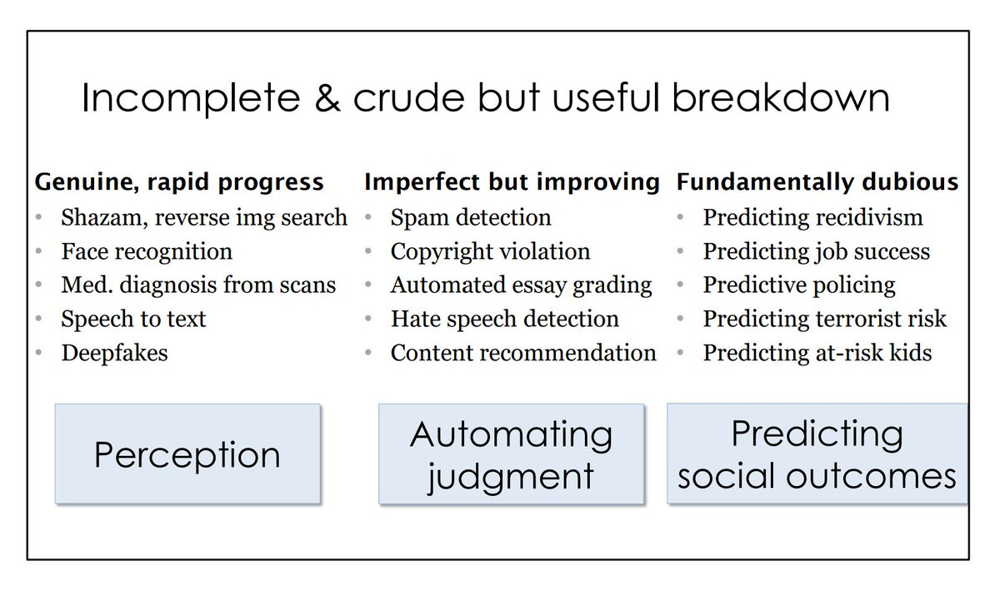 Incomplete & crude but useful breakdown
Genuine, rapid progress
• Shazam, reverse img search
• Face recognition
• Med. diagnosis from scans
• Speech to text
• Deepfakes
Perception
Imperfect but improving
• Spam detection
• Copyright violation
• Automated essay grading
• Hate speech detection
• Content recommendation
Automating
judgment
Fundamentally dubious
• Predicting recidivism
• Predicting job success
• Predictive policing
• Predicting terrorist risk
• Predicting at-risk kids
Predicting
social outcomes